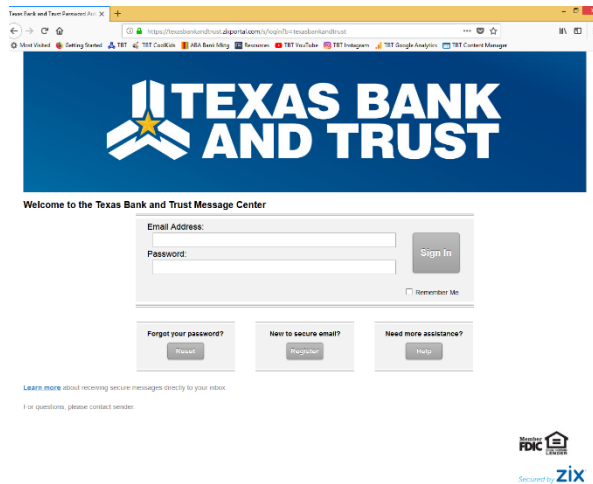 Texas Bank and Trust Password Aut
https://texasbankandtrust.zixportal.com/s/login?b=texasbankandtrust
Most Visited Getting Started TBT TBT CoolKids ABA Bank Mktg Resources TBT YouTube TBT Instagram TBT Google Analytics TBT Content Manager
TEXAS BANK
AND TRUST
Welcome to the Texas Bank and Trust Message Center
Email Address:
Password:
Sign In
Remember Me
Forgot your password? New to secure email? Need more assistance?
Reset Register Help
Learn more about receiving secure messages directly to your inbox.
For questions, please contact sender.
Member
FDIC
LENDER
Secured by zix